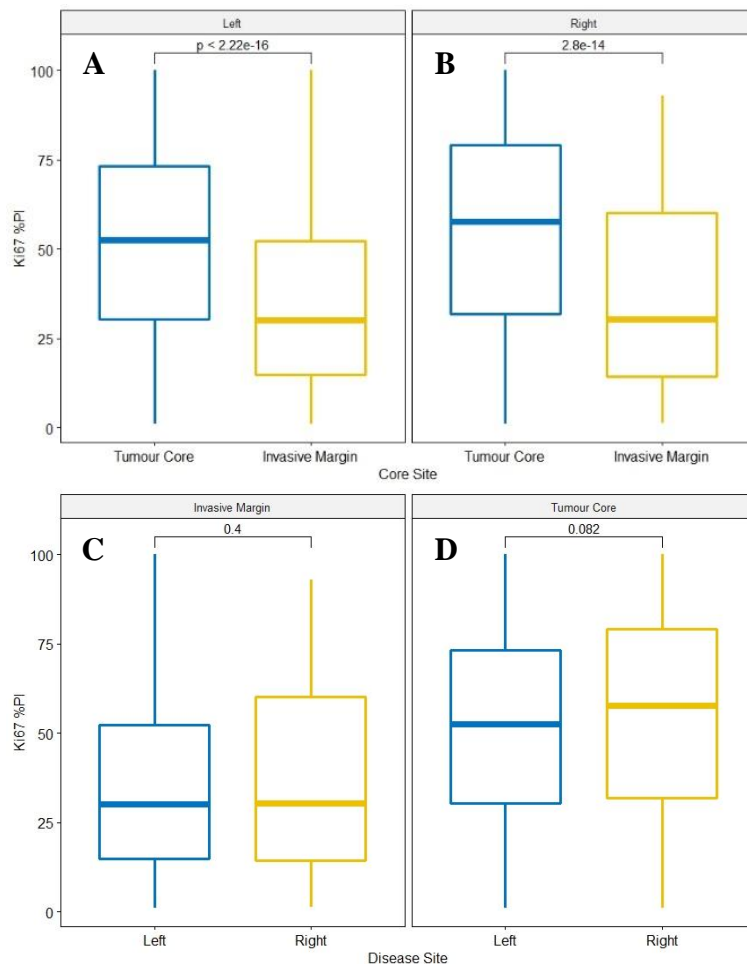 Left
Right
A
p < 2.22e-16
B
2.8e-14
100
75
50
25
0
Ki67 %PI
Tumour Core
Invasive Margin
Tumour Core
Invasive Margin
Core Site
Invasive Margin
Tumour Core
C
0.4
D
0.082
100
75
50
25
0
Ki67 %PI
Left
Right
Left
Right
Disease Site